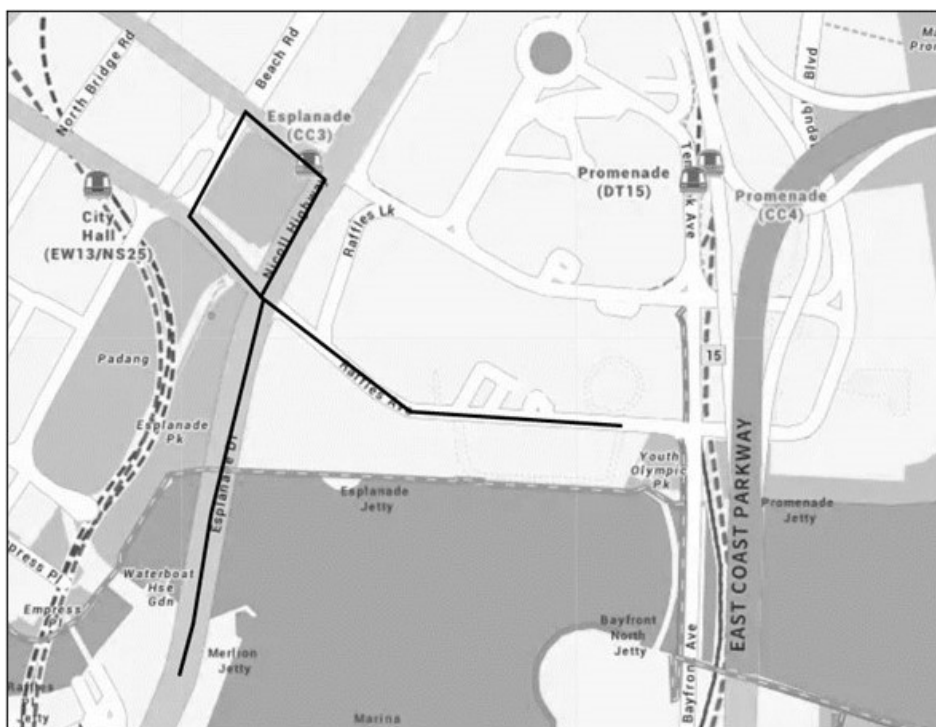 North Bridge Rd
Beach Rd
Esplanade
(CC3)
City
Hall
(EW13/NS25)
Nicoll Highway
Raffles Lk
Promenade
(DT15)
Promenade
(CC4)
Ave
Blvd
15
Padang
Esplanade
Pk
Raffles Ave
Esplanade Dr
Youth
Olympic
Pk
Esplanade
Jetty
Promenade
Jetty
EAST COAST PARKWAY
Waterboat
Hse
Gdn
Empress
Merlion
Jetty
Bayfront
North
Jetty
Bayfront Ave
Jetty
Marina